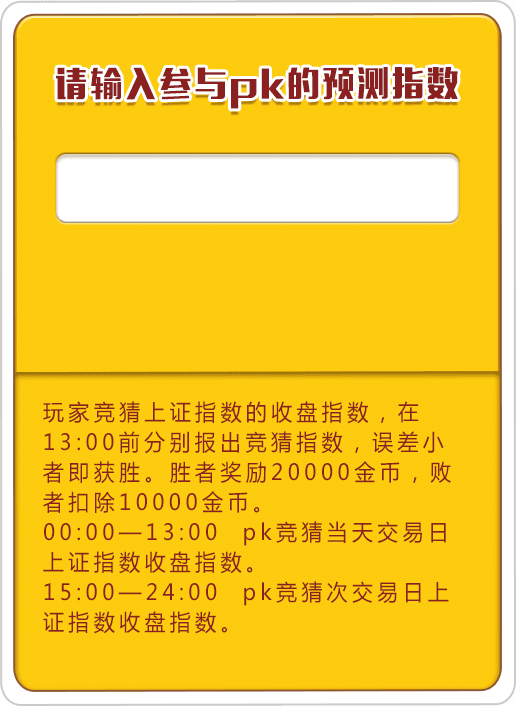 请输入参与pk的预测指数
玩家竞猜上证指数的收盘指数，在
13:00前分别报出竞猜指数，误差小
者即获胜。胜者奖励20000金币，败
者扣除10000金币。
00:00—13:00 pk竞猜当天交易日
上证指数收盘指数。
15:00—24:00 pk竞猜次交易日上
证指数收盘指数。